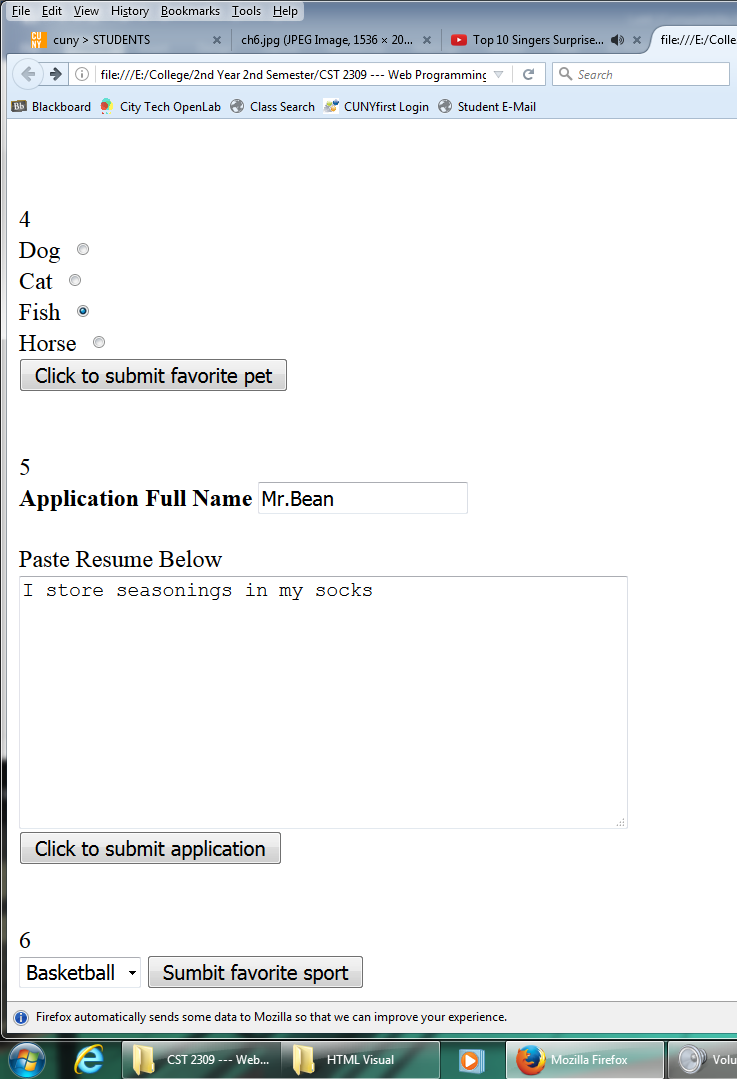 File Edit View History Bookmarks Tools Help
CU NY cuny > STUDENTS × ch6.jpg (JPEG Image, 1536 × 20... × Top 10 Singers Surprise... × file:///E:/Colle
file:///E:/College/2nd Year 2nd Semester/CST 2309 --- Web Programming Search
Bb Blackboard City Tech OpenLab Class Search CUNYfirst Login Student E-Mail
4
Dog
Cat
Fish
Horse
Click to submit favorite pet
5
Application Full Name Mr.Bean
Paste Resume Below
I store seasonings in my socks
Click to submit application
6
Basketball Sumbit favorite sport
Firefox automatically sends some data to Mozilla so that we can improve your experience.
CST 2309 --- Web... HTML Visual Mozilla Firefox Volu